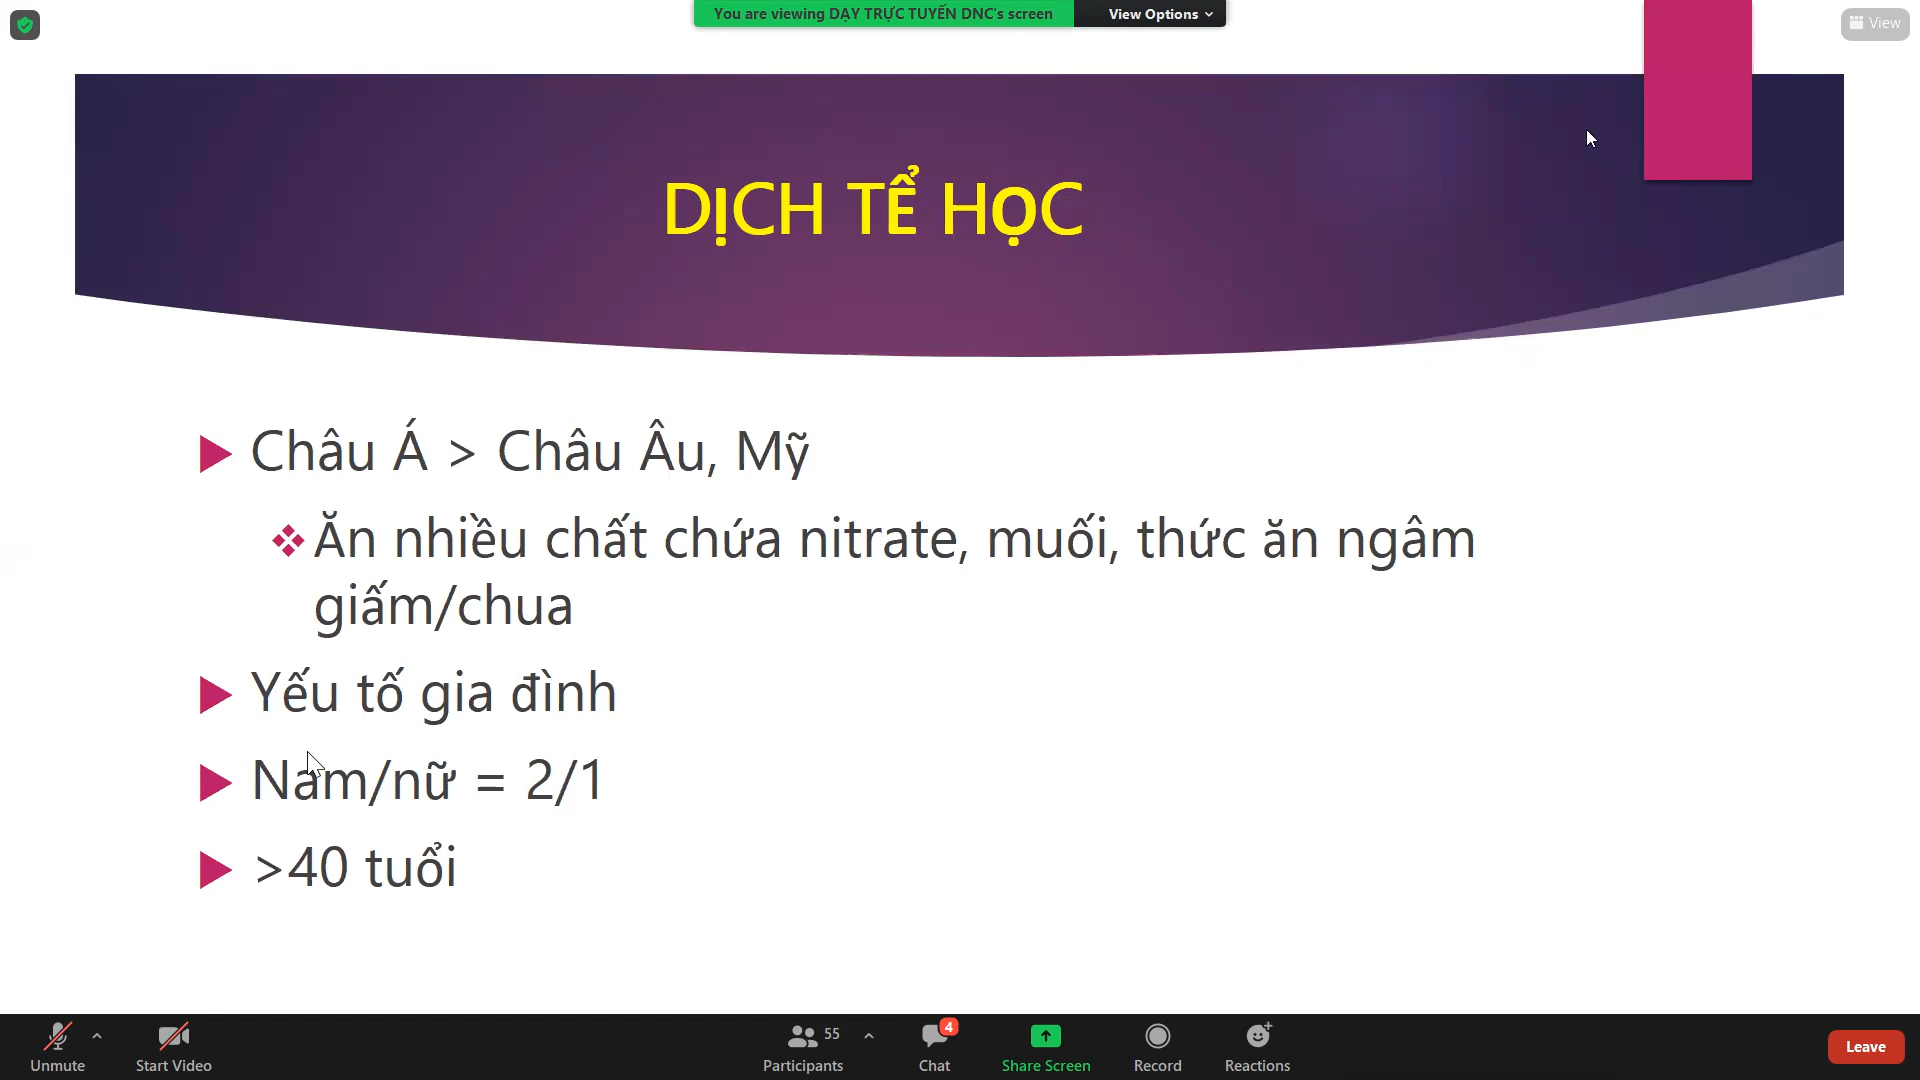 You are viewing DẠY TRỰC TUYẾN DNC's screen
View Options
View
DỊCH TỂ HỌC
Châu Á > Châu Âu, Mỹ
Ăn nhiều chất chứa nitrate, muối, thức ăn ngâm
giấm/chua
Yếu tố gia đình
Nam/nữ = 2/1
>40 tuổi
Unmute
Start Video
55
Participants
4
Chat
Share Screen
Record
Reactions
Leave